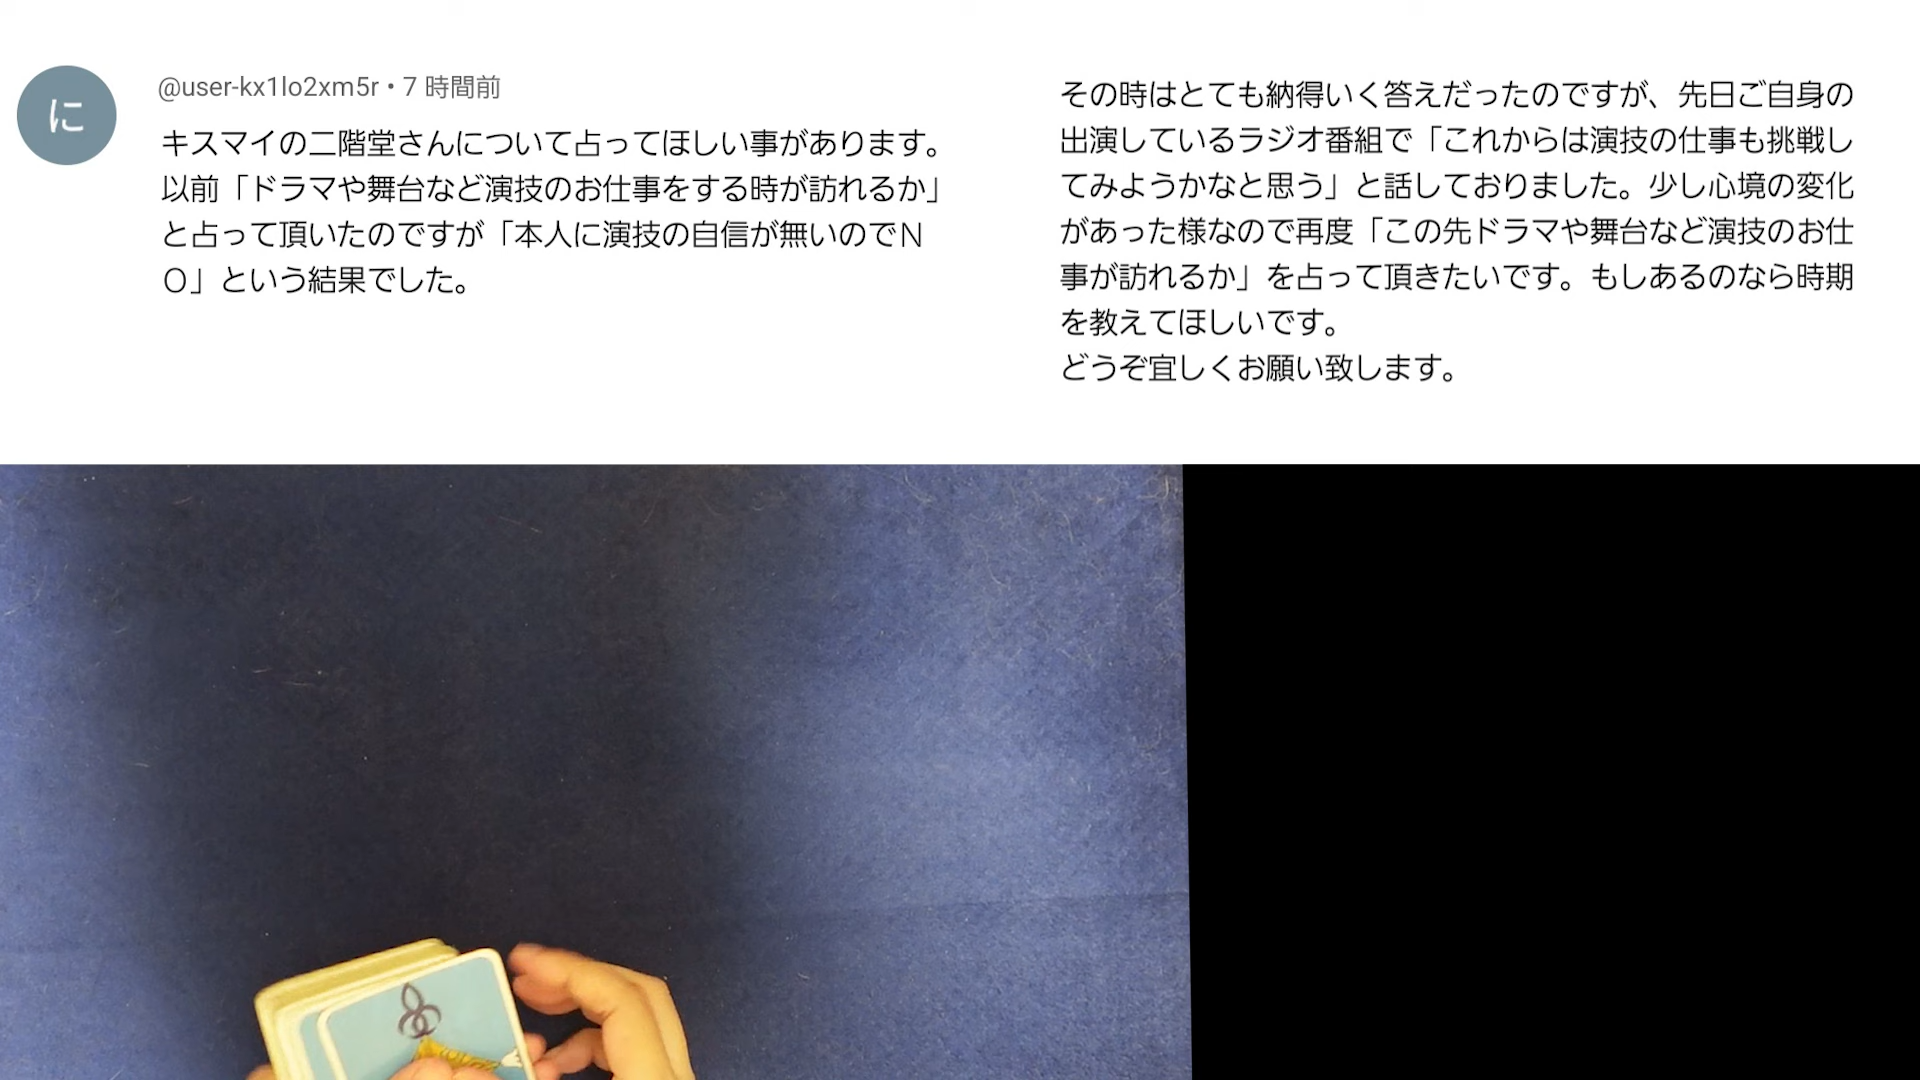 に
@user-kx1lo2xm5r • 7 時間前
キスマイの二階堂さんについて占ってほしい事があります。
以前「ドラマや舞台など演技のお仕事をする時が訪れるか」
と占って頂いたのですが「本人に演技の自信が無いのでＮ
Ｏ」という結果でした。
その時はとても納得いく答えだったのですが、先日ご自身の
出演しているラジオ番組で「これからは演技の仕事も挑戦し
てみようかなと思う」と話しておりました。少し心境の変化
があった様なので再度「この先ドラマや舞台など演技のお仕
事が訪れるか」を占って頂きたいです。もしあるのなら時期
を教えてほしいです。
どうぞ宜しくお願い致します。